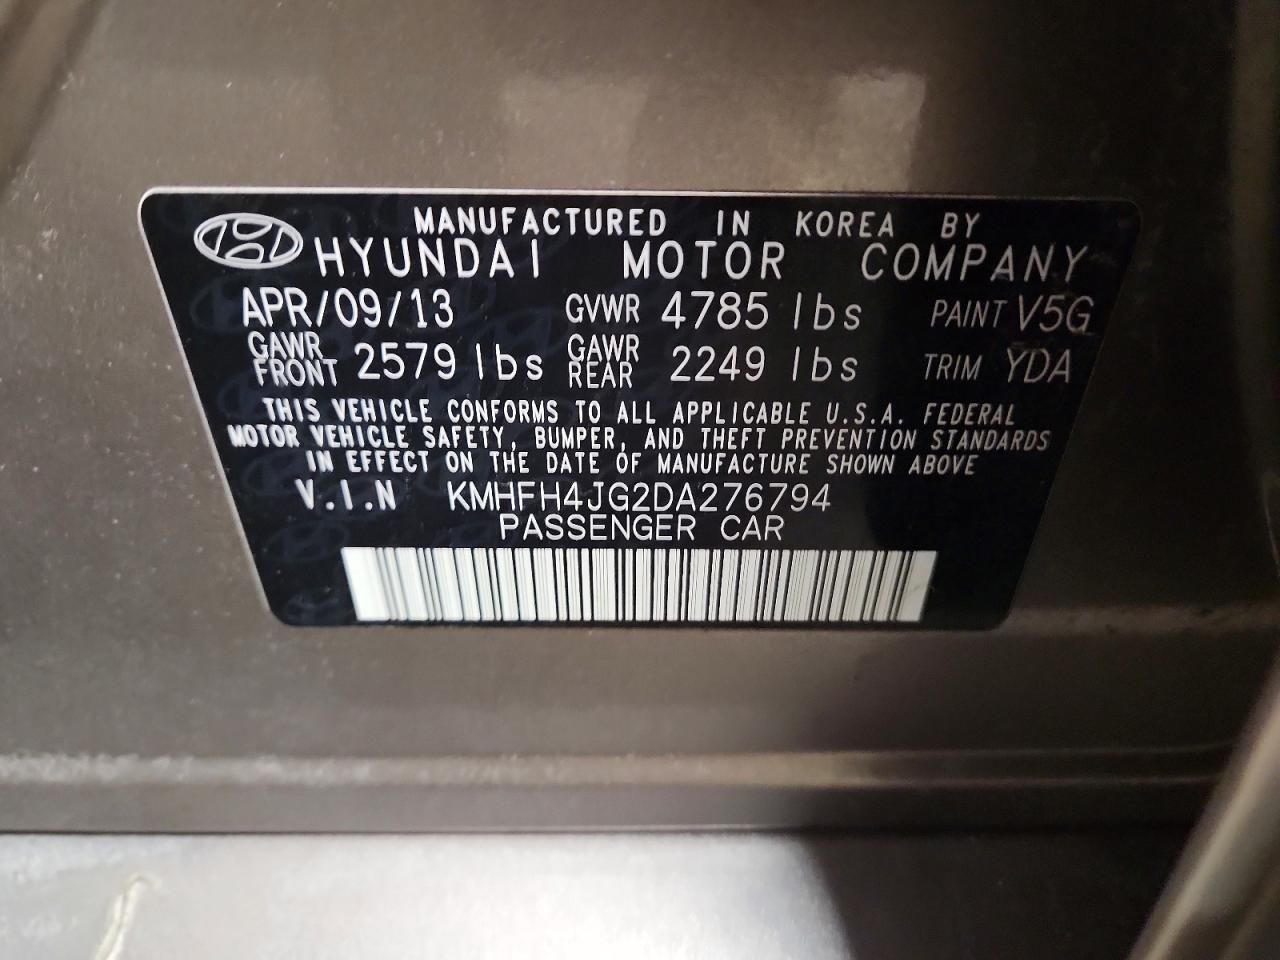 MANUFACTURED IN KOREA BY
HYUNDAI MOTOR COMPANY
APR/09/13 GVWR 4785 lbs PAINT V5G
GAWR FRONT 2579 lbs GAWR REAR 2249 lbs TRIM YDA
THIS VEHICLE CONFORMS TO ALL APPLICABLE U.S.A. FEDERAL
MOTOR VEHICLE SAFETY, BUMPER, AND THEFT PREVENTION STANDARDS
IN EFFECT ON THE DATE OF MANUFACTURE SHOWN ABOVE
V.I.N KMHFH4JG2DA276794
PASSENGER CAR